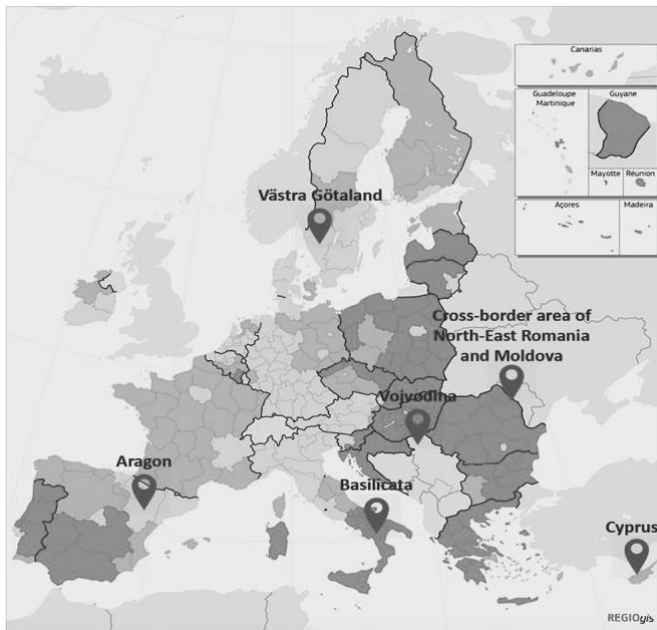 Canarias
Guadeloupe
Martinique
Guyane
Mayotte
Réunion
Açores
Madeira
Västra Götaland
Cross-border area of
North-East Romania
and Moldova
Vojvodina
Aragon
Basilicata
Cyprus
REGIOgis